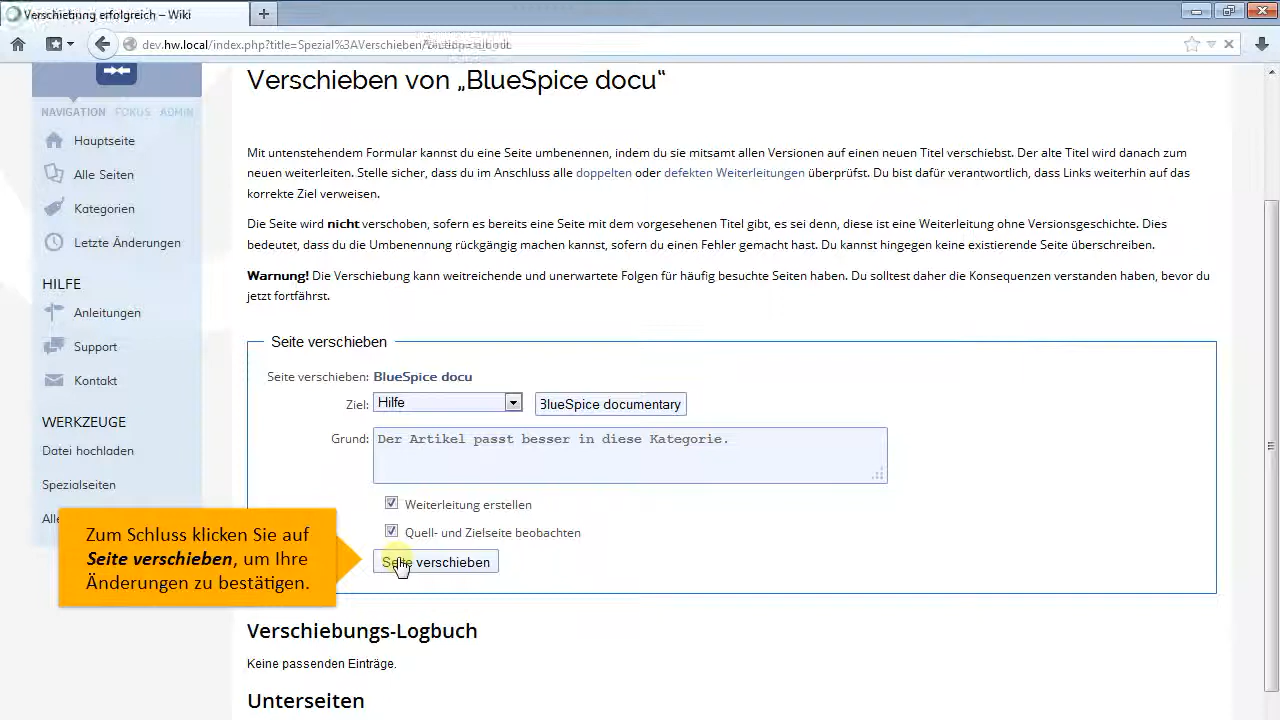 Verschiebung erfolgreich – Wiki
dev.hw.local/index.php?title=Spezial%3AVerschieben/
Verschieben von „BlueSpice docu“
NAVIGATION FOKUS ADMIN
Hauptseite
Alle Seiten
Kategorien
Letzte Änderungen
HILFE
Anleitungen
Support
Kontakt
WERKZEUGE
Datei hochladen
Spezialseiten
Mit untenstehendem Formular kannst du eine Seite umbenennen, indem du sie mitsamt allen Versionen auf einen neuen Titel verschiebst. Der alte Titel wird danach zum
neuen weiterleiten. Stelle sicher, dass du im Anschluss alle doppelten oder defekten Weiterleitungen überprüfst. Du bist dafür verantwortlich, dass Links weiterhin auf das
korrekte Ziel verweisen.
Die Seite wird nicht verschoben, sofern es bereits eine Seite mit dem vorgesehenen Titel gibt, es sei denn, diese ist eine Weiterleitung ohne Versionsgeschichte. Dies
bedeutet, dass du die Umbenennung rückgängig machen kannst, sofern du einen Fehler gemacht hast. Du kannst hingegen keine existierende Seite überschreiben.
Warnung! Die Verschiebung kann weitreichende und unerwartete Folgen für häufig besuchte Seiten haben. Du solltest daher die Konsequenzen verstanden haben, bevor du
jetzt fortfährst.
Seite verschieben
Seite verschieben: BlueSpice docu
Ziel: Hilfe BlueSpice documentary
Grund: Der Artikel passt besser in diese Kategorie.
Weiterleitung erstellen
Quell- und Zielseite beobachten
Seite verschieben
Zum Schluss klicken Sie auf
Seite verschieben, um Ihre
Änderungen zu bestätigen.
Verschiebungs-Logbuch
Keine passenden Einträge.
Unterseiten